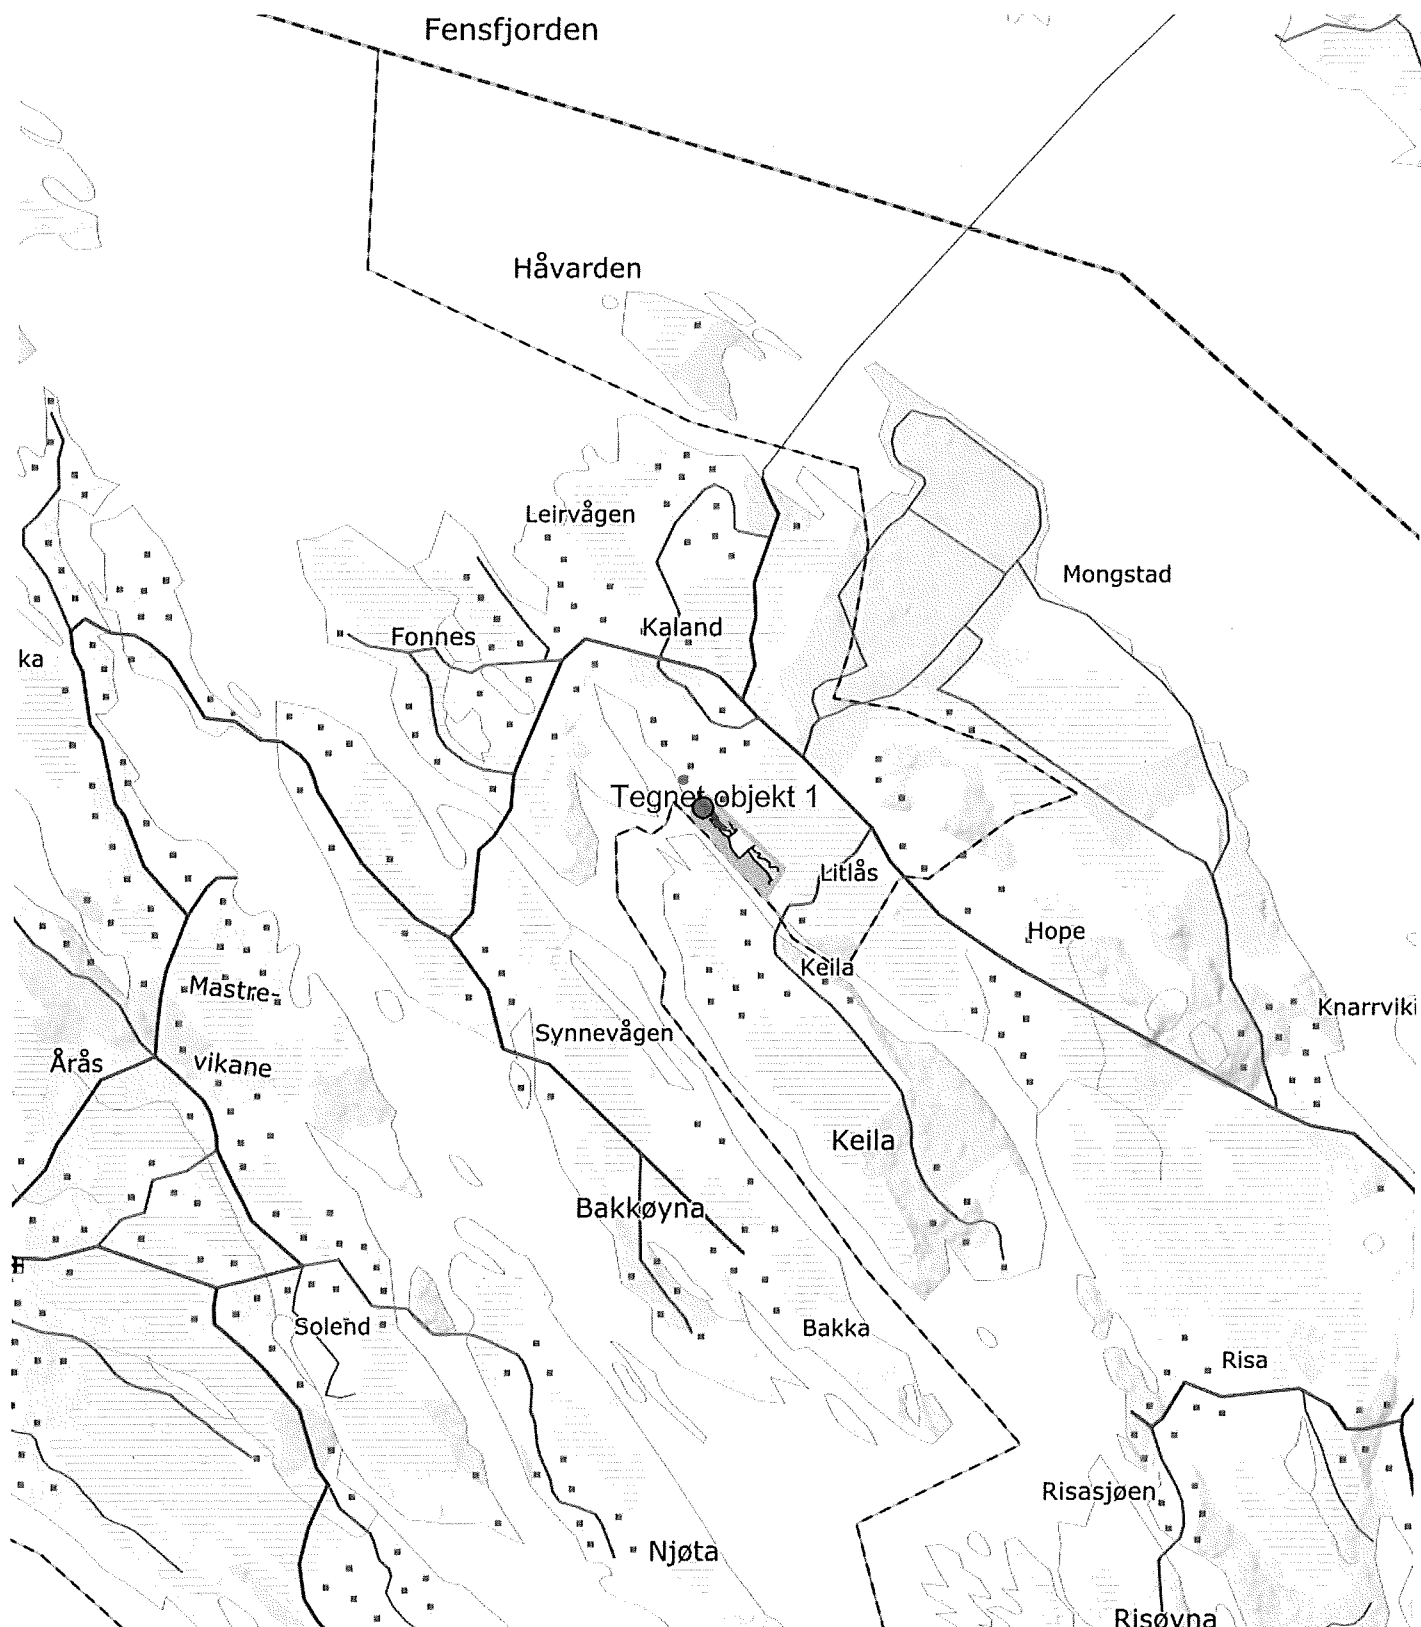 Fensfjorden
Håvarden
Leirvågen
Mongstad
Fonnes
Kaland
ka
Tegnet objekt 1
Litlås
Hope
Keila
Mastre-
Knarrviki
Synnevågen
Årås
vikane
Keila
Bakkøyna
Solend
Bakka
Risa
Risasjøen
Njøta
Risøyna